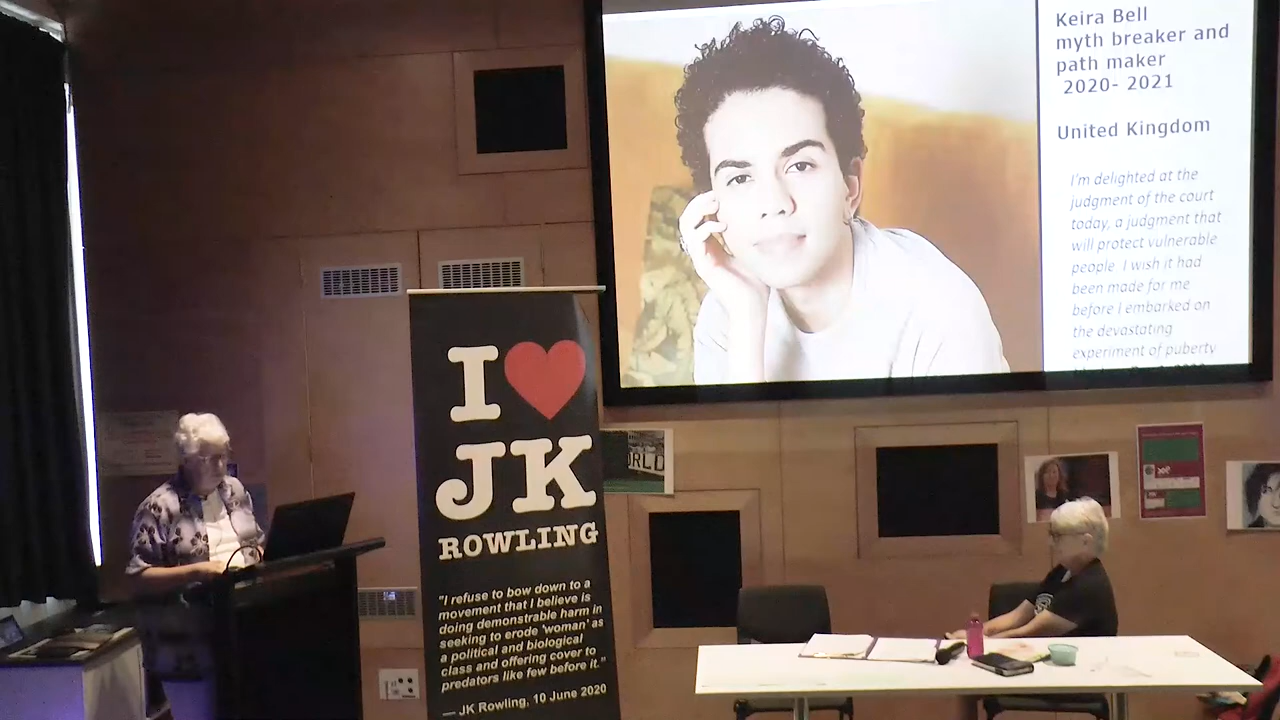 Keira Bell
myth breaker and
path maker
2020- 2021
United Kingdom
I'm delighted at the
judgment of the court
today, a judgment that
will protect vulnerable
people. I wish it had
been made for me
before I embarked on
the devastating
experiment of puberty
I
JK
ROWLING
"I refuse to bow down to a
movement that I believe is
doing demonstrable harm in
seeking to erode 'woman' as
a political and biological
class and offering cover to
predators like few before it."
— JK Rowling, 10 June 2020